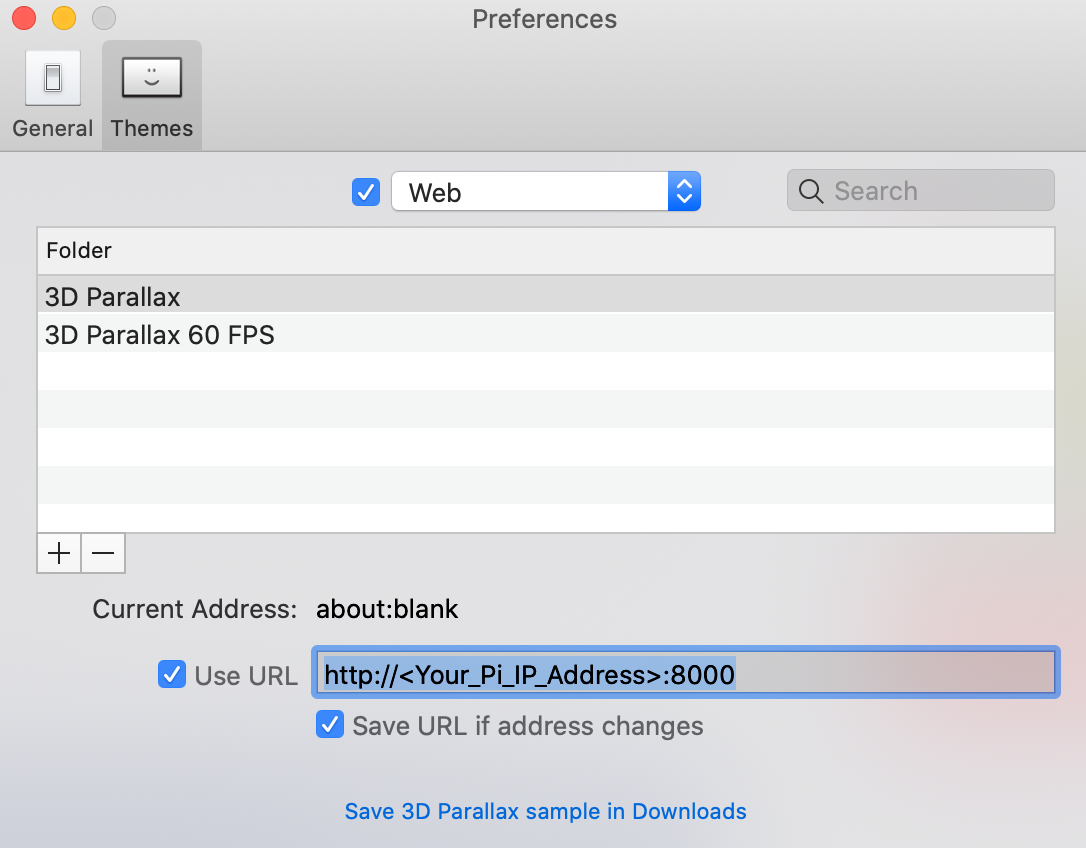 Preferences
General
Themes
Web
Search
Folder
3D Parallax
3D Parallax 60 FPS
Current Address: about:blank
Use URL http://<Your_Pi_IP_Address>:8000
Save URL if address changes
Save 3D Parallax sample in Downloads